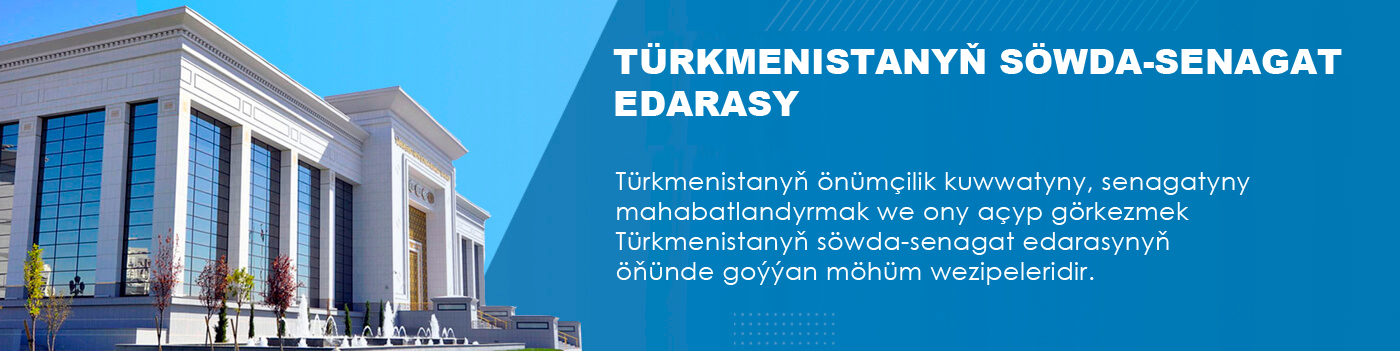 TÜRKMENISTANYŇ SÖWDA-SENAGAT
EDARASY
Türkmenistanyň önümçilik kuwwatyny, senagatyny
mahabatlandyrmak we ony açyp görkezmek
Türkmenistanyň söwda-senagat edarasynyň
öňünde goýýan möhüm wezipeleridir.